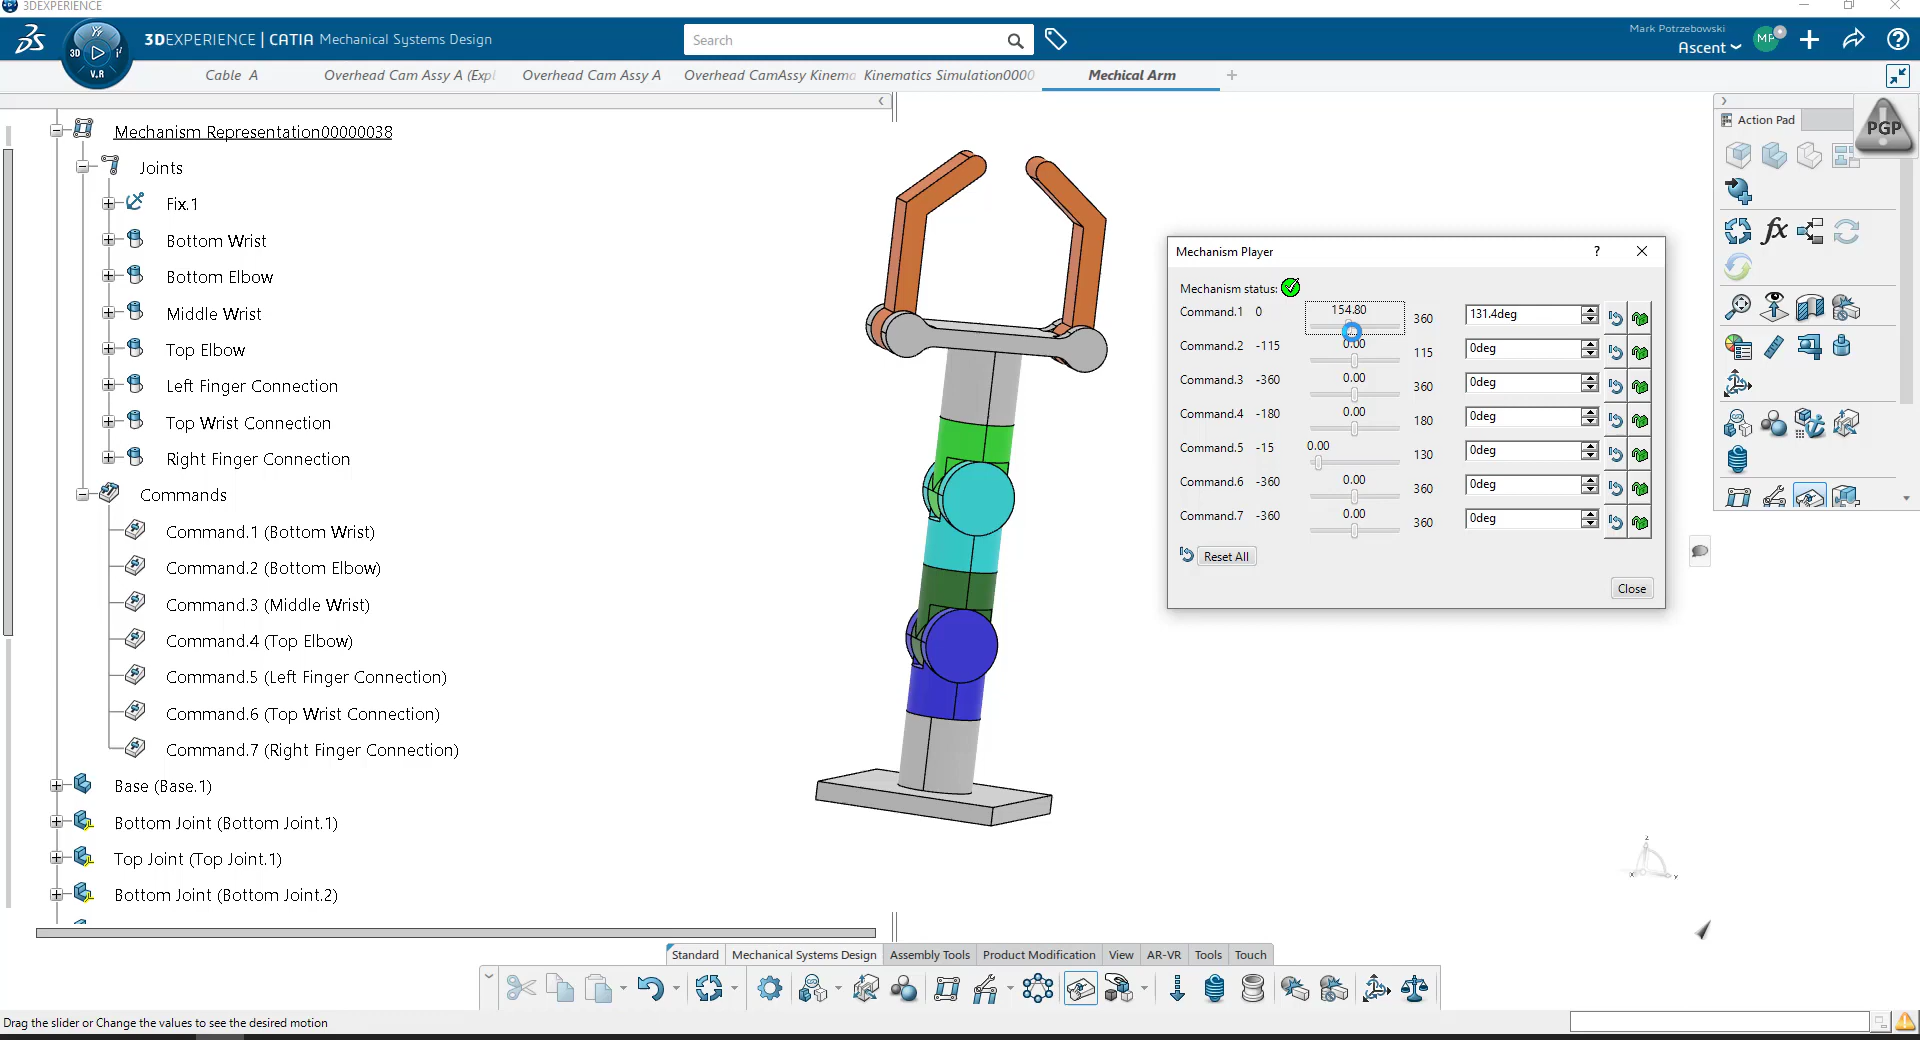 3DEXPERIENCE
3DEXPERIENCE | CATIA Mechanical Systems Design
3D
V.R
Search
Mark Potrzebowski
Ascent
MP
Cable A
Overhead Cam Assy A (Expl
Overhead Cam Assy A
Overhead CamAssy Kinema
Kinematics Simulation0000
Mechical Arm
Mechanism Representation00000038
Joints
Fix.1
Bottom Wrist
Bottom Elbow
Middle Wrist
Top Elbow
Left Finger Connection
Top Wrist Connection
Right Finger Connection
Commands
Command.1 (Bottom Wrist)
Command.2 (Bottom Elbow)
Command.3 (Middle Wrist)
Command.4 (Top Elbow)
Command.5 (Left Finger Connection)
Command.6 (Top Wrist Connection)
Command.7 (Right Finger Connection)
Base (Base.1)
Bottom Joint (Bottom Joint.1)
Top Joint (Top Joint.1)
Bottom Joint (Bottom Joint.2)
Mechanism Player
?
Mechanism status:
Command.1 0 154.80 360 131.4deg
Command.2 -115 0.00 115 0deg
Command.3 -360 0.00 360 0deg
Command.4 -180 0.00 180 0deg
Command.5 -15 0.00 130 0deg
Command.6 -360 0.00 360 0deg
Command.7 -360 0.00 360 0deg
Reset All
Close
Action Pad
PGP
fx
z
x
y
Standard
Mechanical Systems Design
Assembly Tools
Product Modification
View
AR-VR
Tools
Touch
Drag the slider or Change the values to see the desired motion